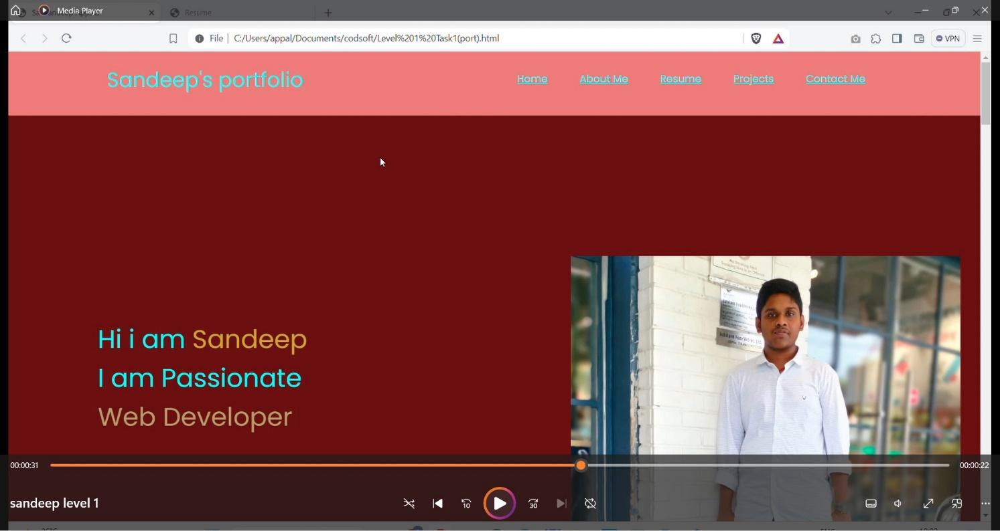 Media Player
Resume
File | C:/Users/appal/Documents/codsoft/Level%201%20Task1(port).html
VPN
Sandeep's portfolio
Home About Me Resume Projects Contact Me
Hi i am Sandeep
I am Passionate
Web Developer
00:00:31
00:00:22
sandeep level 1
10
30